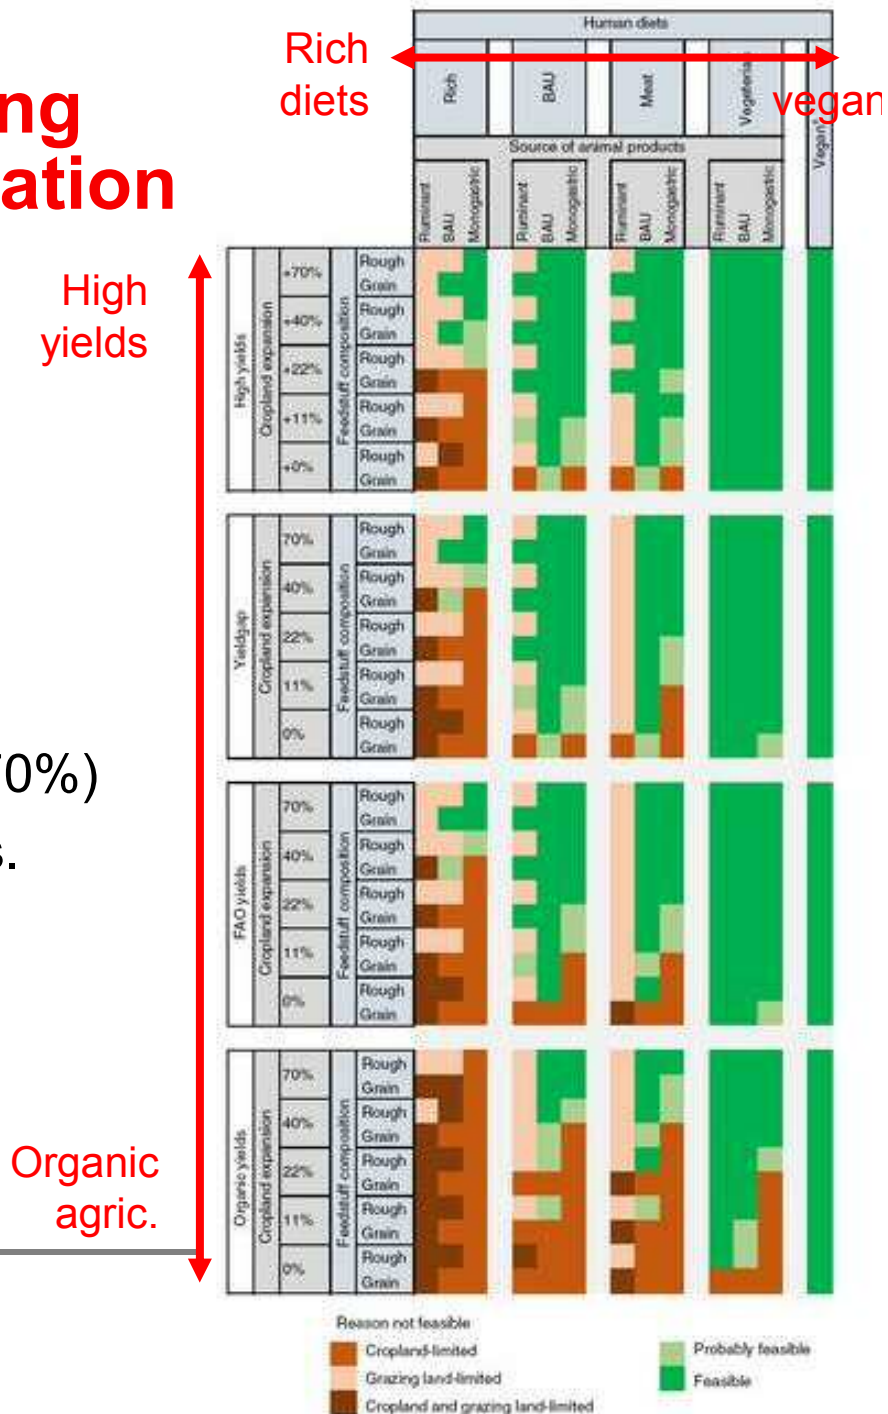 ng
ation
Rich
diets
vegan
Human diets
Rich
BAU
Meat
Vegeterian
Vegan*
Source of animal products
Ruminant
BAU
Monogastric
Ruminant
BAU
Monogastric
Ruminant
BAU
Monogastric
Ruminant
BAU
Monogastric
High
yields
High yields
Cropland expansion
+70%
+40%
+22%
+11%
+0%
Feedstuff composition
Rough
Grain
Rough
Grain
Rough
Grain
Rough
Grain
Rough
Grain
Yieldgap
Cropland expansion
70%
40%
22%
11%
0%
Feedstuff composition
Rough
Grain
Rough
Grain
Rough
Grain
Rough
Grain
Rough
Grain
70%)
s.
FAO yields
Cropland expansion
70%
40%
22%
11%
0%
Feedstuff composition
Rough
Grain
Rough
Grain
Rough
Grain
Rough
Grain
Rough
Grain
Organic
agric.
Organic yields
Cropland expansion
70%
40%
22%
11%
0%
Feedstuff composition
Rough
Grain
Rough
Grain
Rough
Grain
Rough
Grain
Rough
Grain
Reason not feasible
Cropland-limited
Grazing land-limited
Cropland and grazing land-limited
Probably feasible
Feasible